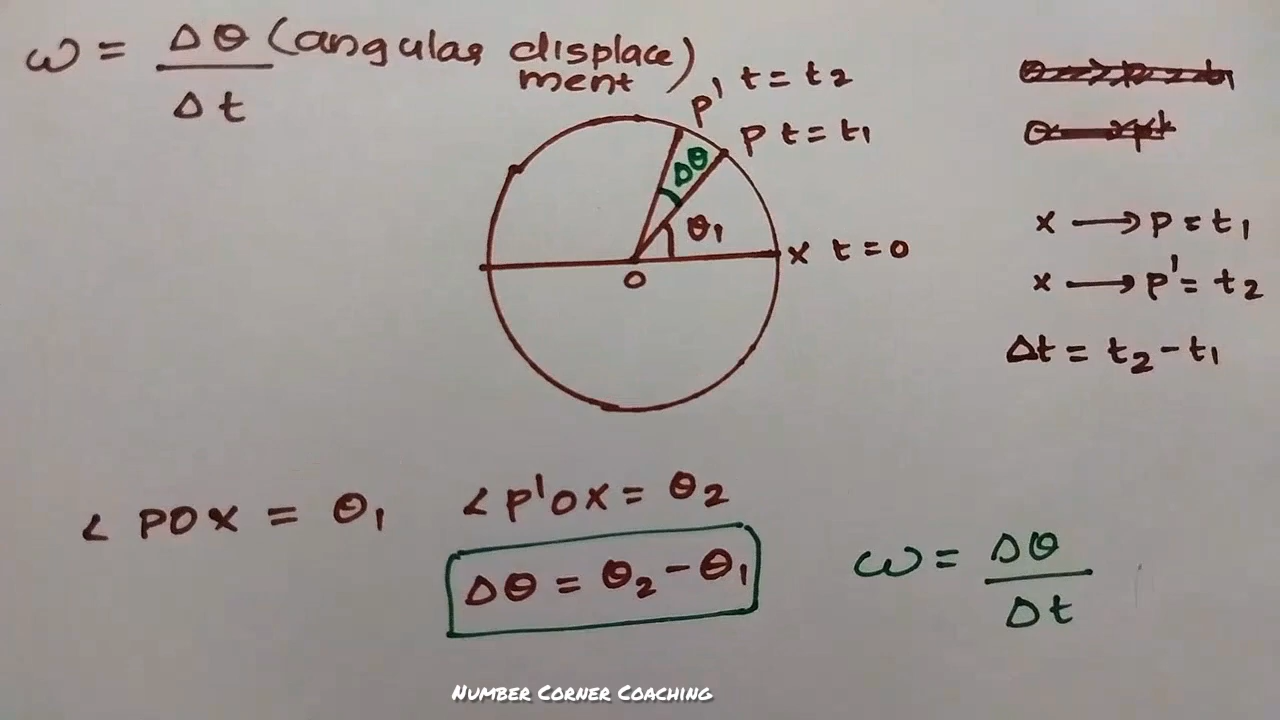 ω = Δθ (angular displace
ment)
Δt
P' t = t2
P t = t1
Δθ
θ1
x t = 0
O
x → P = t1
x → P' = t2
Δt = t2 - t1
∠ POX = θ1
∠ P'OX = θ2
Δθ = θ2 - θ1
ω = Δθ
Δt
NUMBER CORNER COACHING